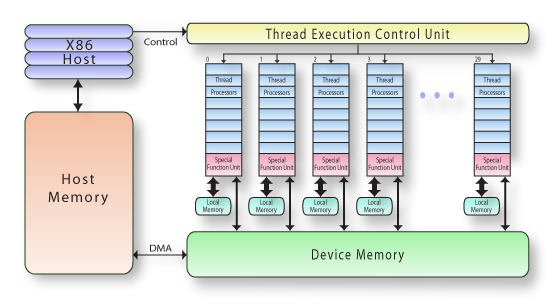 X86
Host
Control
Thread Execution Control Unit
0
1
2
3
29
Thread
Processors
Special
Function Unit
Local
Memory
Thread
Processors
Special
Function Unit
Local
Memory
Thread
Processors
Special
Function Unit
Local
Memory
Thread
Processors
Special
Function Unit
Local
Memory
Thread
Processors
Special
Function Unit
Local
Memory
Host
Memory
DMA
Device Memory